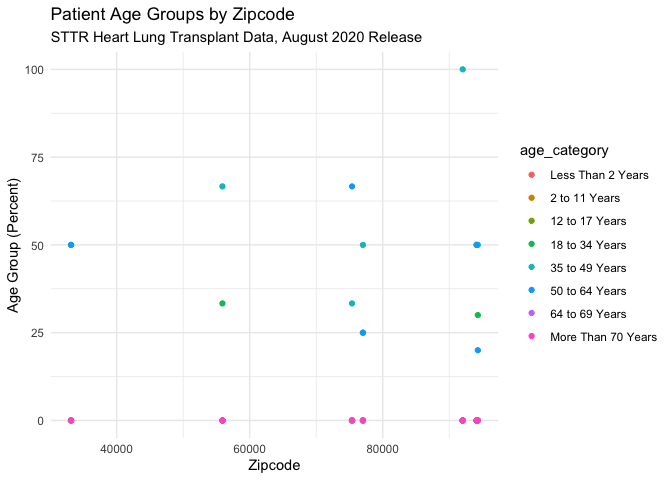 Patient Age Groups by Zipcode
STTR Heart Lung Transplant Data, August 2020 Release
100
75
50
25
0
Age Group (Percent)
40000 60000 80000
Zipcode
age_category
Less Than 2 Years
2 to 11 Years
12 to 17 Years
18 to 34 Years
35 to 49 Years
50 to 64 Years
64 to 69 Years
More Than 70 Years